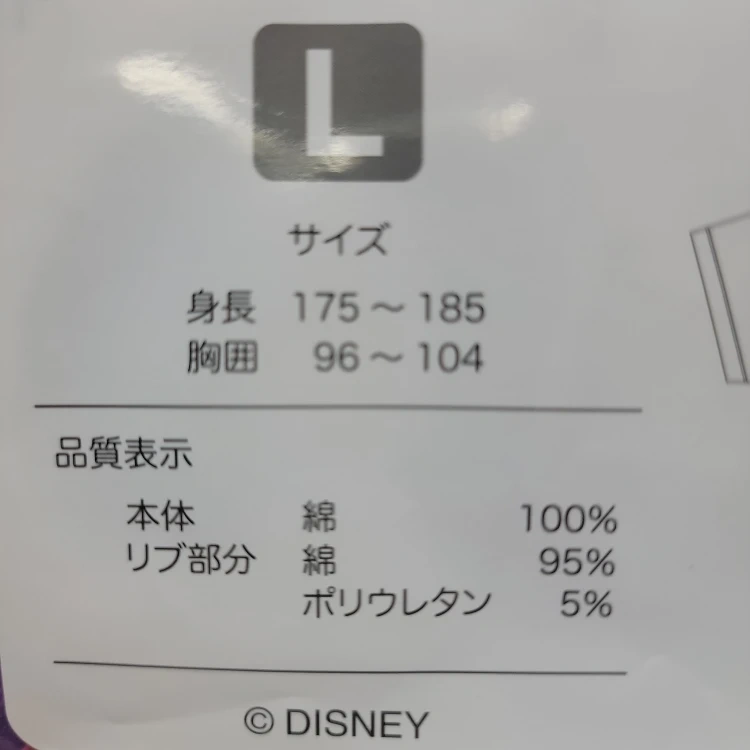 L
サイズ
身長 175～185
胸囲 96～104
品質表示
本体 綿 100%
リブ部分 綿 95%
ポリウレタン 5%
© DISNEY